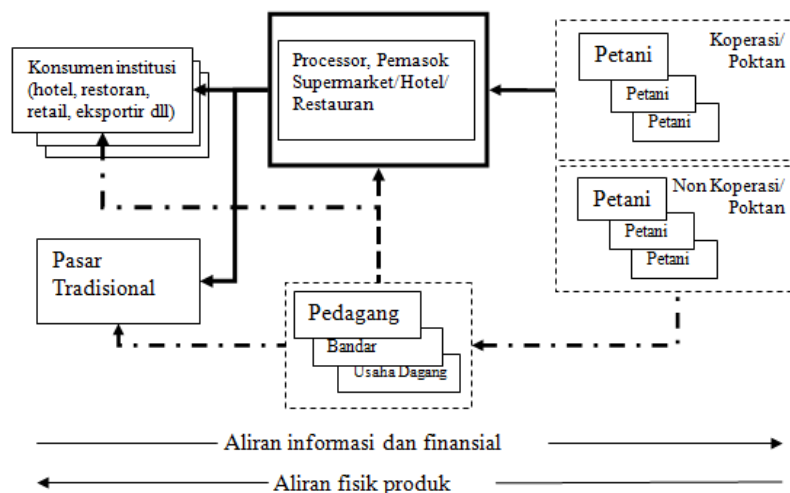 Konsumen institusi
(hotel, restoran,
retail, eksportir dll)
Processor, Pemasok
Supermarket/Hotel/
Restauran
Koperasi/
Poktan
Petani
Petani
Petani
Non Koperasi/
Poktan
Petani
Petani
Petani
Pasar
Tradisional
Pedagang
Bandar
Usaha Dagang
Aliran informasi dan finansial
Aliran fisik produk